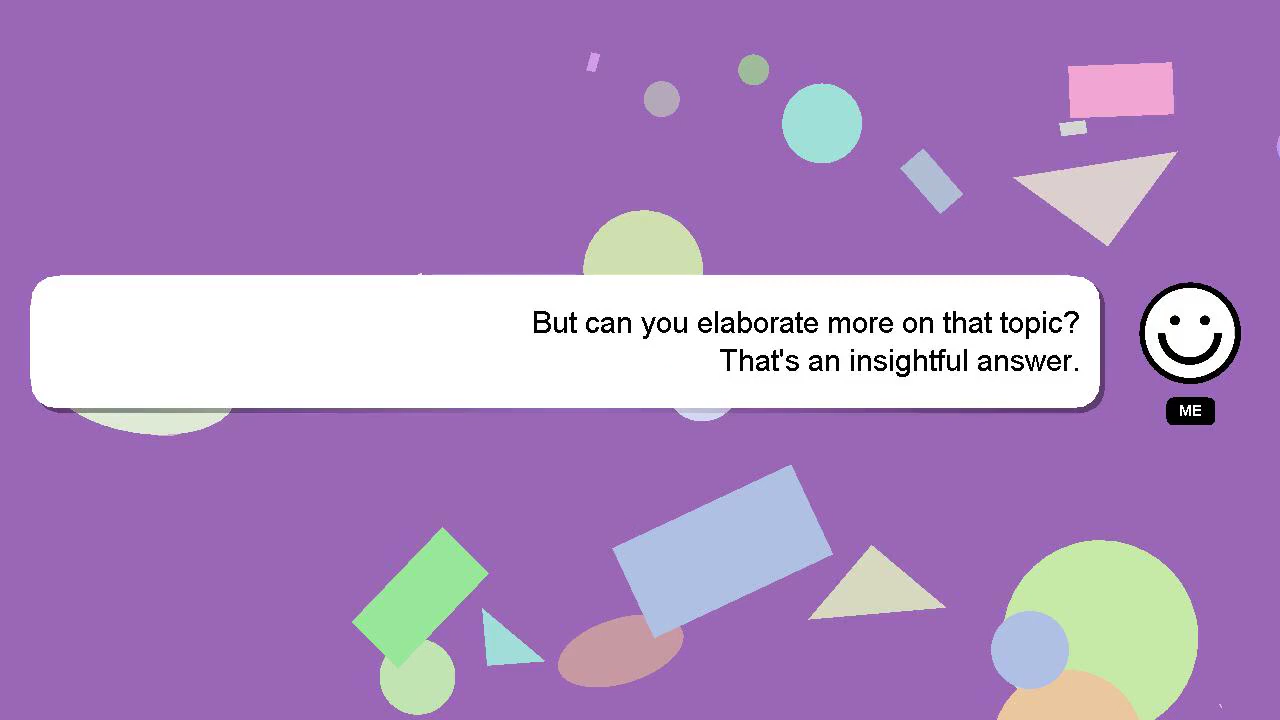 But can you elaborate more on that topic?
That's an insightful answer.
ME